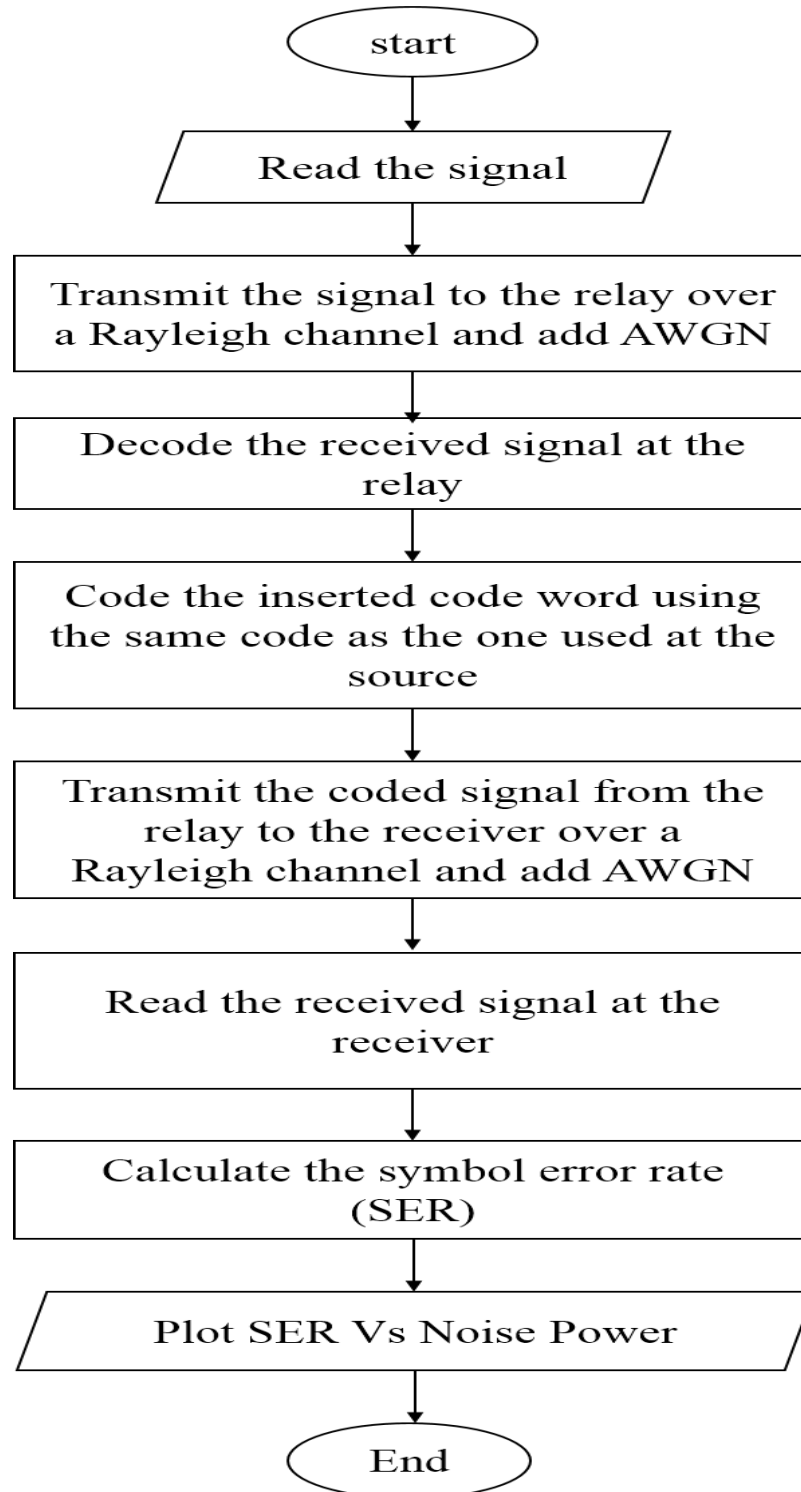 start
Read the signal
Transmit the signal to the relay over
a Rayleigh channel and add AWGN
Decode the received signal at the
relay
Code the inserted code word using
the same code as the one used at the
source
Transmit the coded signal from the
relay to the receiver over a
Rayleigh channel and add AWGN
Read the received signal at the
receiver
Calculate the symbol error rate
(SER)
Plot SER Vs Noise Power
End